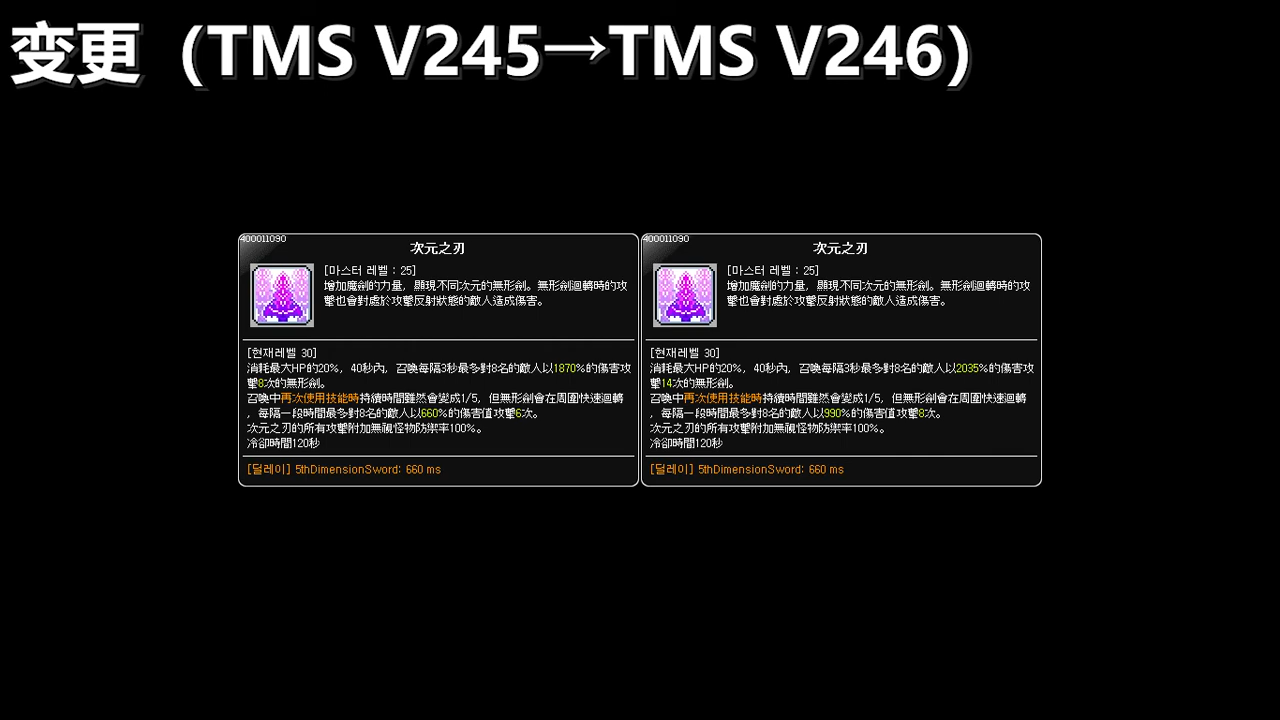 变更（TMS V245→TMS V246）
400011090
次元之刃
[마스터 레벨 : 25]
增加魔劍的力量，顯現不同次元的無形劍。無形劍迴轉時的攻
擊也會對處於攻擊反射狀態的敵人造成傷害。
[현재레벨 30]
消耗最大HP的20%，40秒內，召喚每隔3秒最多對8名的敵人以1870%的傷害攻
擊8次的無形劍。
召喚中再次使用技能時持續時間雖然會變成1/5，但無形劍會在周圍快速迴轉
，每隔一段時間最多對8名的敵人以660%的傷害值攻擊6次。
次元之刃的所有攻擊附加無視怪物防禦率100%。
冷卻時間120秒
[딜레이] 5thDimensionSword: 660 ms
400011090
次元之刃
[마스터 레벨 : 25]
增加魔劍的力量，顯現不同次元的無形劍。無形劍迴轉時的攻
擊也會對處於攻擊反射狀態的敵人造成傷害。
[현재레벨 30]
消耗最大HP的20%，40秒內，召喚每隔3秒最多對8名的敵人以2035%的傷害攻
擊14次的無形劍。
召喚中再次使用技能時持續時間雖然會變成1/5，但無形劍會在周圍快速迴轉
，每隔一段時間最多對8名的敵人以990%的傷害值攻擊8次。
次元之刃的所有攻擊附加無視怪物防禦率100%。
冷卻時間120秒
[딜레이] 5thDimensionSword: 660 ms